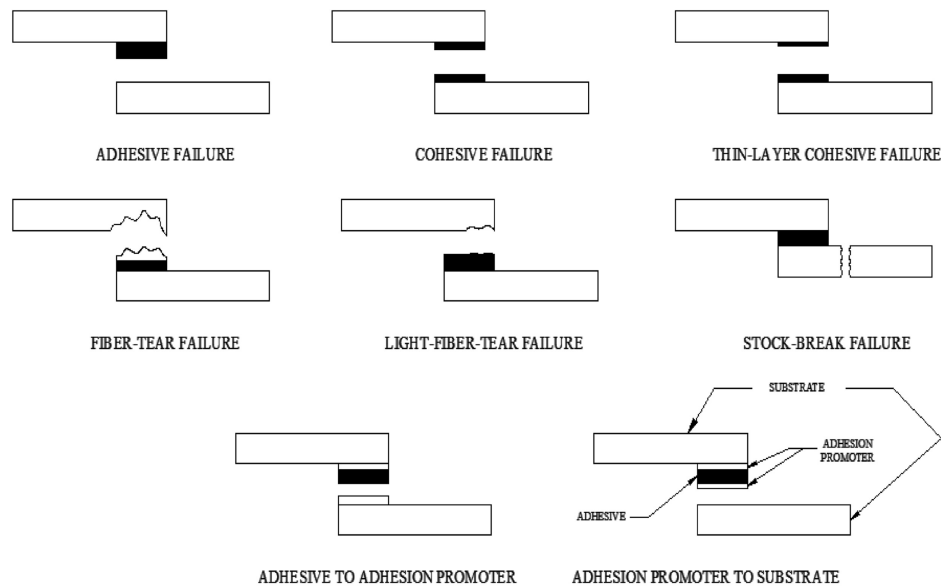 ADHESIVE FAILURE
COHESIVE FAILURE
THIN-LAYER COHESIVE FAILURE
FIBER-TEAR FAILURE
LIGHT-FIBER-TEAR FAILURE
STOCK-BREAK FAILURE
SUBSTRATE
ADHESION
PROMOTER
ADHESIVE
ADHESIVE TO ADHESION PROMOTER
ADHESION PROMOTER TO SUBSTRATE